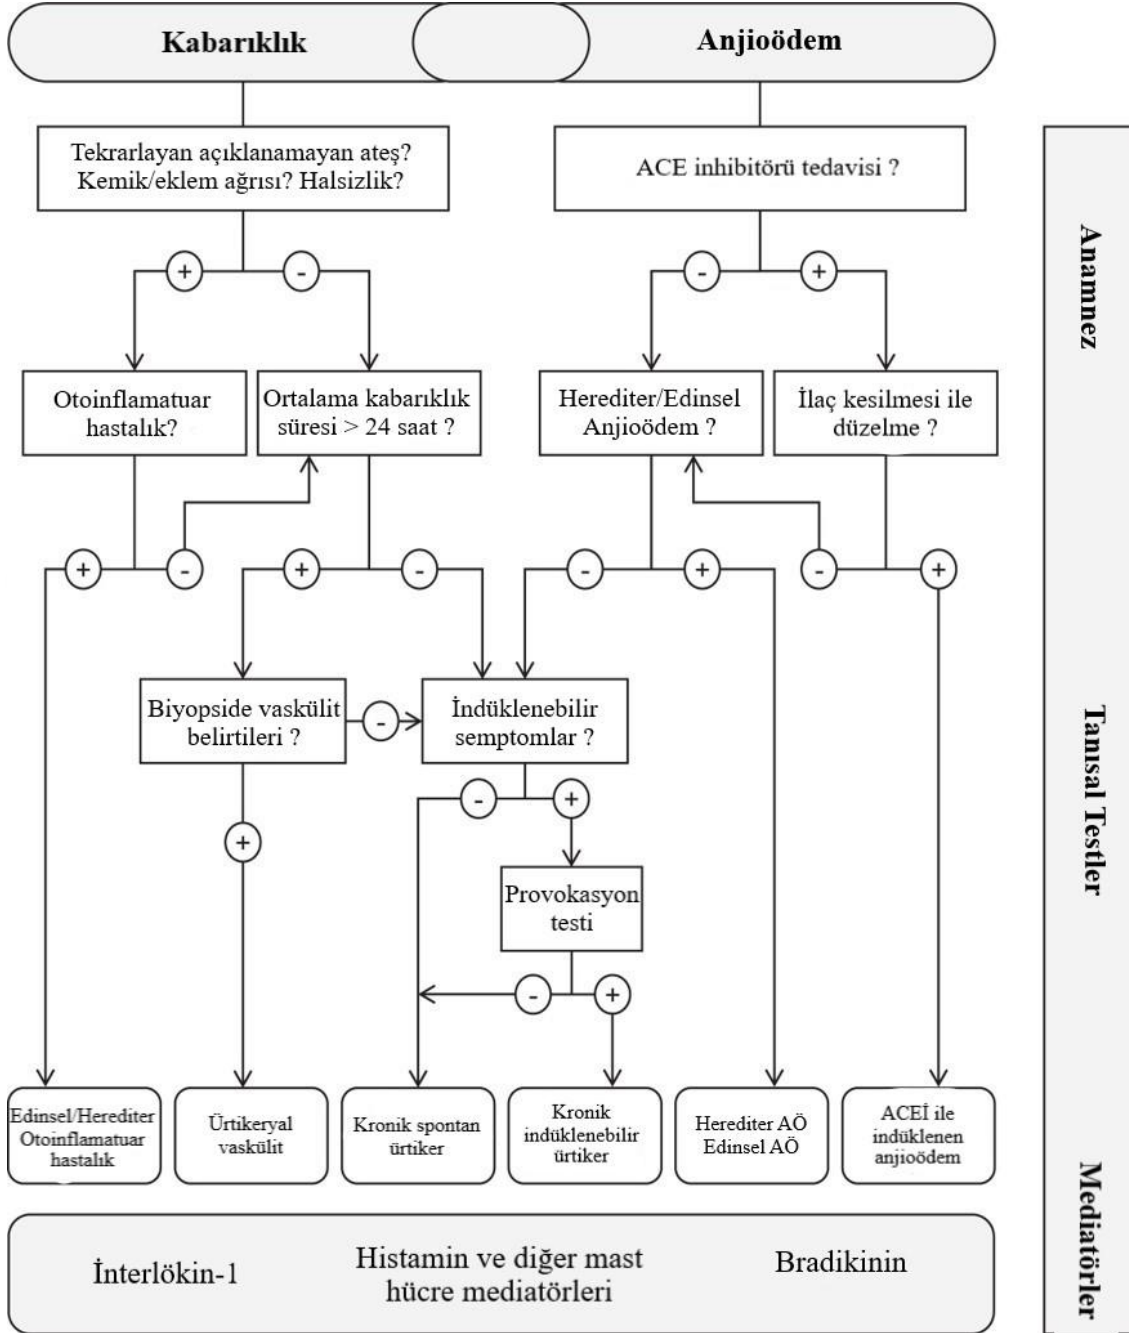 Kabarıklık
Anjioödem
Tekrarlayan açıklanamayan ateş?
Kemik/eklem ağrısı? Halsizlik?
ACE inhibitörü tedavisi ?
+
-
-
+
Otoinflamatuar
hastalık?
Ortalama kabarıklık
süresi > 24 saat ?
Herediter/Edinsel
Anjioödem ?
İlaç kesilmesi ile
düzelme ?
+
-
+
-
-
+
-
+
Biyopside vaskülit
belirtileri ?
-
İndüklenebilir
semptomlar ?
-
+
+
Provokasyon
testi
-
+
Edinsel/Herediter
Otoinflamatuar
hastalık
Ürtikeryal
vaskülit
Kronik spontan
ürtiker
Kronik
indüklenebilir
ürtiker
Herediter AÖ
Edinsel AÖ
ACEİ ile
indüklenen
anjioödem
İnterlökin-1
Histamin ve diğer mast
hücre mediatörleri
Bradikinin
Anamnez
Tanısal Testler
Mediatörler